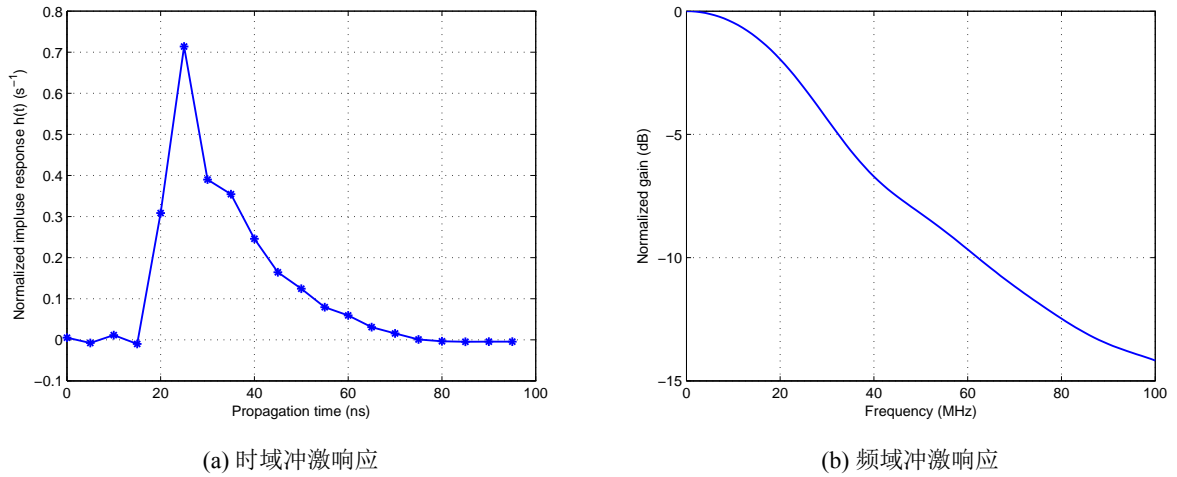 0.8
0.7
0.6
0.5
0.4
0.3
0.2
0.1
0
−0.1
0 20 40 60 80 100
Normalized impluse response h(t) (s⁻¹)
Propagation time (ns)
(a) 时域冲激响应
0
−5
−10
−15
0 20 40 60 80 100
Normalized gain (dB)
Frequency (MHz)
(b) 频域冲激响应